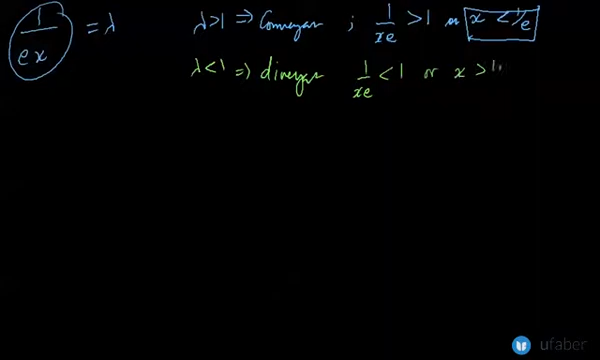 1/ex = λ λ>1 ⇒ Converges ; 1/xe >1 or x < 1/e
λ<1 ⇒ diverges 1/xe < 1 or x > 1
ufaber